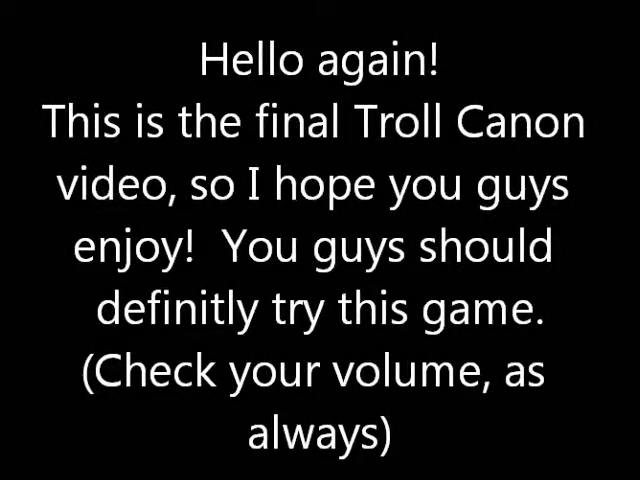 Hello again!
This is the final Troll Canon
video, so I hope you guys
enjoy!  You guys should
definitly try this game.
(Check your volume, as
always)